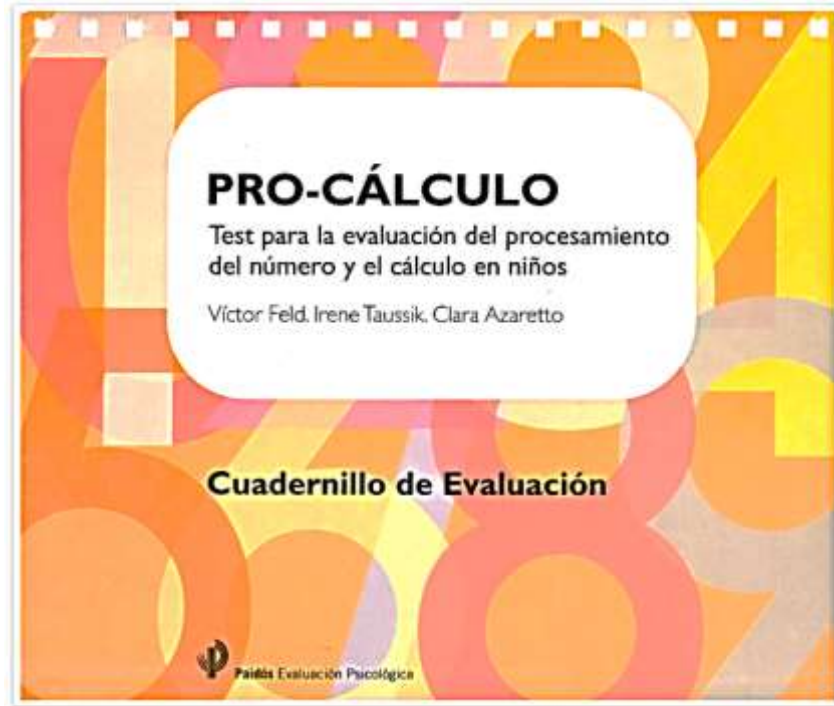 PRO-CÁLCULO
Test para la evaluación del procesamiento
del número y el cálculo en niños
Víctor Feld. Irene Taussik. Clara Azaretto
Cuadernillo de Evaluación
Paidós Evaluación Psicológica